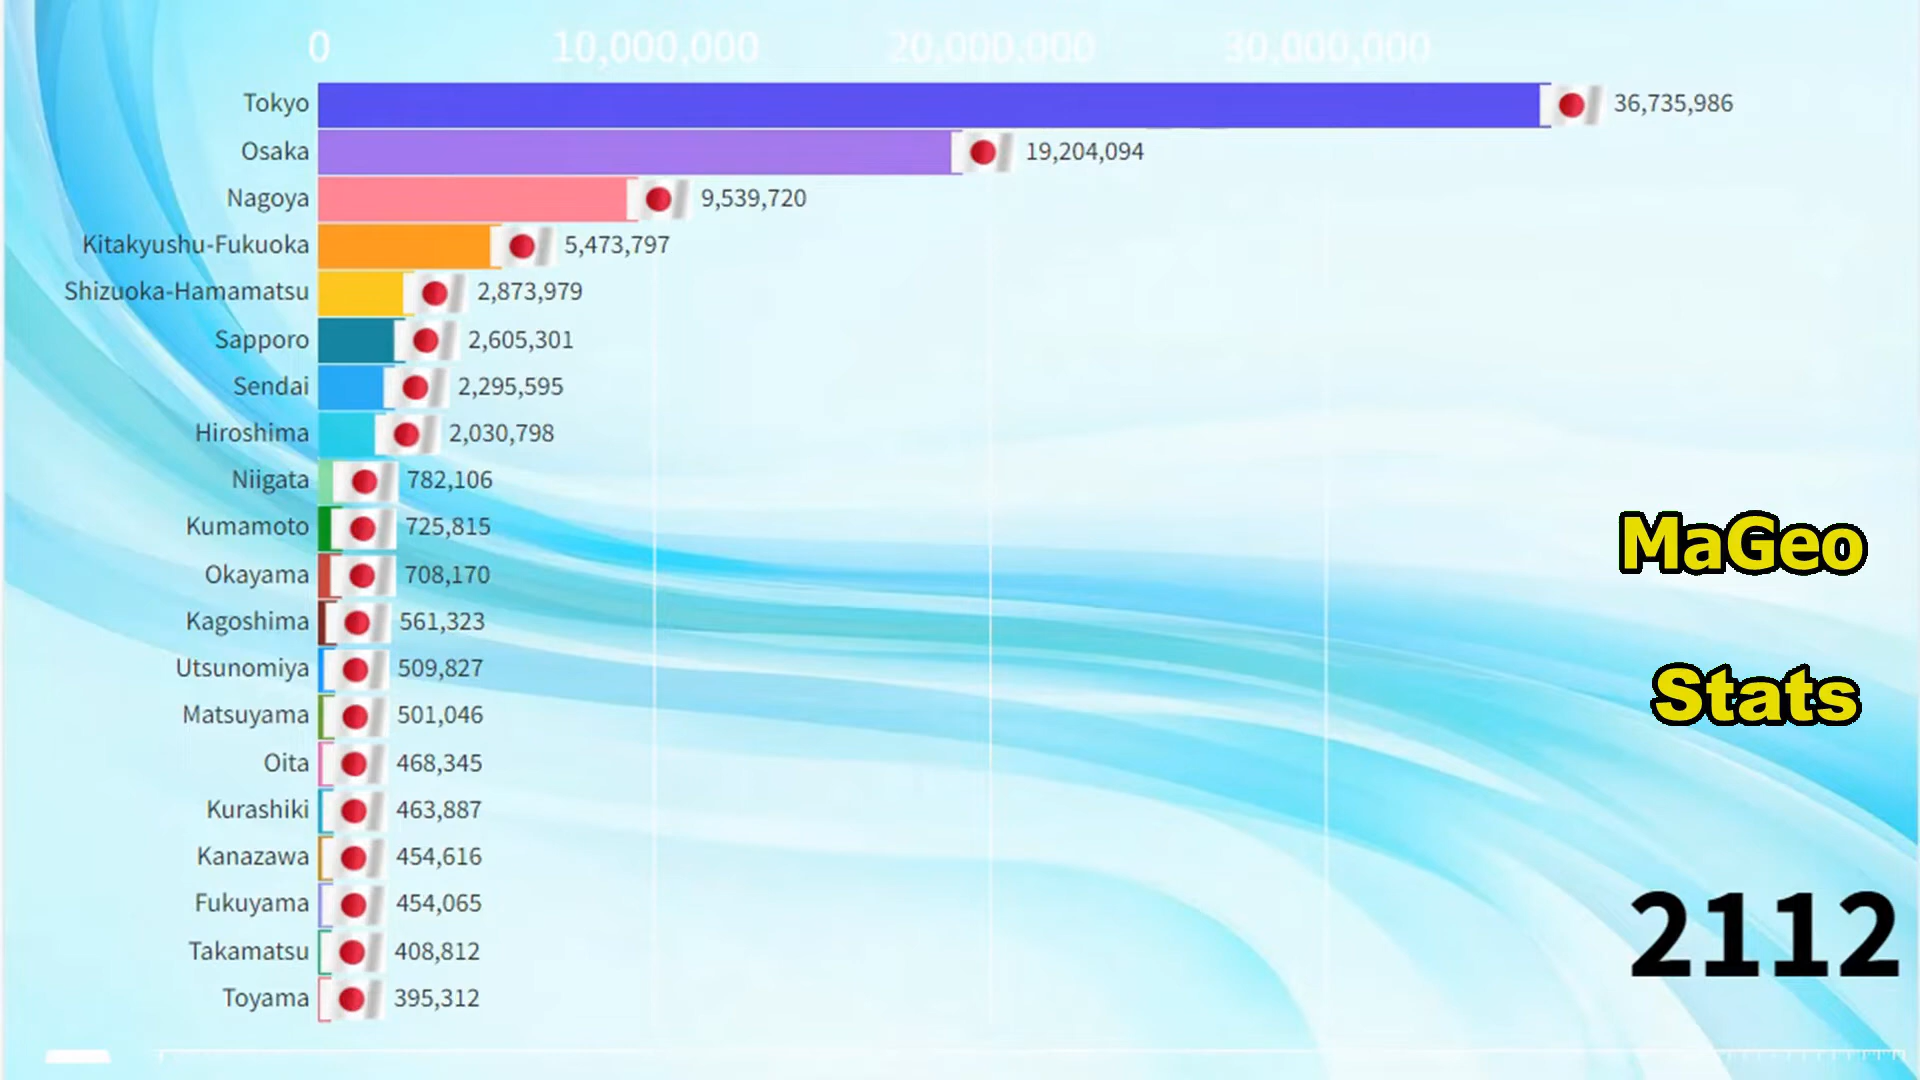 0 10,000,000 20,000,000 30,000,000
Tokyo 36,735,986
Osaka 19,204,094
Nagoya 9,539,720
Kitakyushu-Fukuoka 5,473,797
Shizuoka-Hamamatsu 2,873,979
Sapporo 2,605,301
Sendai 2,295,595
Hiroshima 2,030,798
Niigata 782,106
Kumamoto 725,815
MaGeo
Okayama 708,170
Kagoshima 561,323
Utsunomiya 509,827
Stats
Matsuyama 501,046
Oita 468,345
Kurashiki 463,887
Kanazawa 454,616
Fukuyama 454,065
2112
Takamatsu 408,812
Toyama 395,312